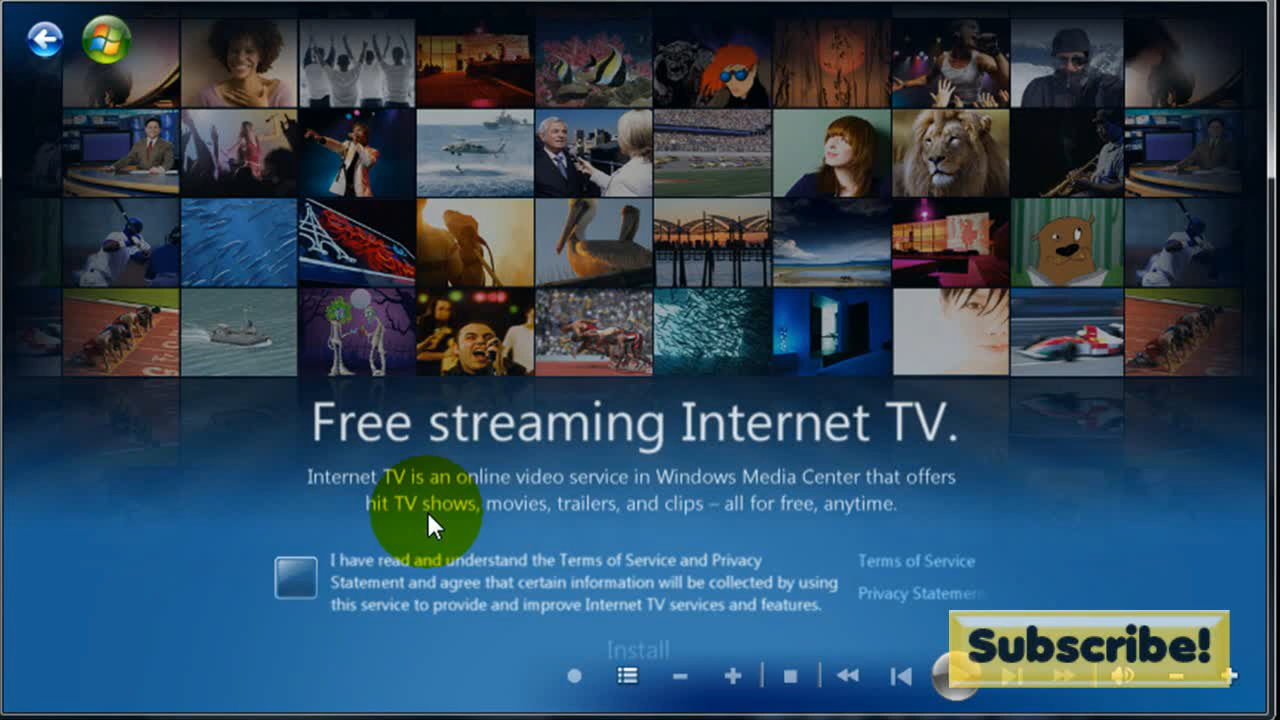 Free streaming Internet TV.
Internet TV is an online video service in Windows Media Center that offers
hit TV shows, movies, trailers, and clips – all for free, anytime.
I have read and understand the Terms of Service and Privacy
Statement and agree that certain information will be collected by using
this service to provide and improve Internet TV services and features.
Terms of Service
Privacy Statemen
Install
Subscribe!